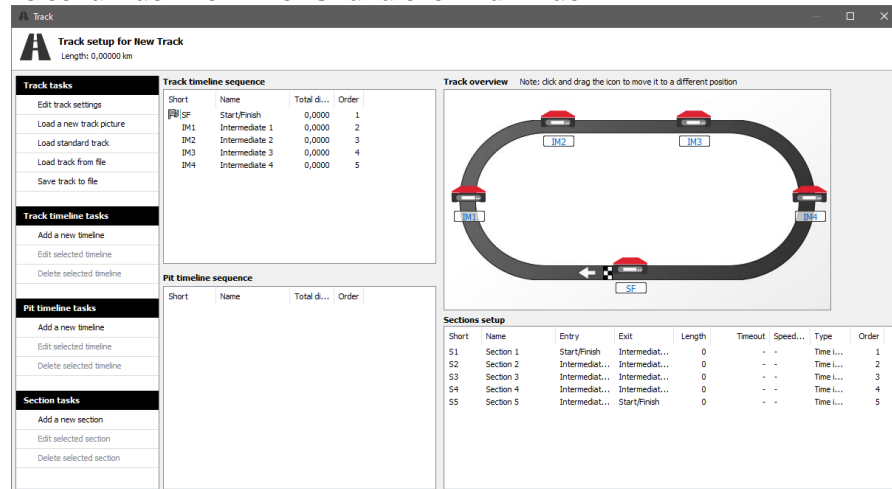 Track
Track setup for New Track
Length: 0,00000 km
Track tasks
Edit track settings
Load a new track picture
Load standard track
Load track from file
Save track to file
Track timeline tasks
Add a new timeline
Edit selected timeline
Delete selected timeline
Pit timeline tasks
Add a new timeline
Edit selected timeline
Delete selected timeline
Section tasks
Add a new section
Edit selected section
Delete selected section
Track timeline sequence
Short Name Total di... Order
SF Start/Finish 0,0000 1
IM1 Intermediate 1 0,0000 2
IM2 Intermediate 2 0,0000 3
IM3 Intermediate 3 0,0000 4
IM4 Intermediate 4 0,0000 5
Pit timeline sequence
Short Name Total di... Order
Track overview Note: click and drag the icon to move it to a different position
IM2 IM3
IM1 IM4
SF
Sections setup
Short Name Entry Exit Length Timeout Speed... Type Order
S1 Section 1 Start/Finish Intermediat... 0 - - Time i... 1
S2 Section 2 Intermediat... Intermediat... 0 - - Time i... 2
S3 Section 3 Intermediat... Intermediat... 0 - - Time i... 3
S4 Section 4 Intermediat... Intermediat... 0 - - Time i... 4
S5 Section 5 Intermediat... Start/Finish 0 - - Time i... 5